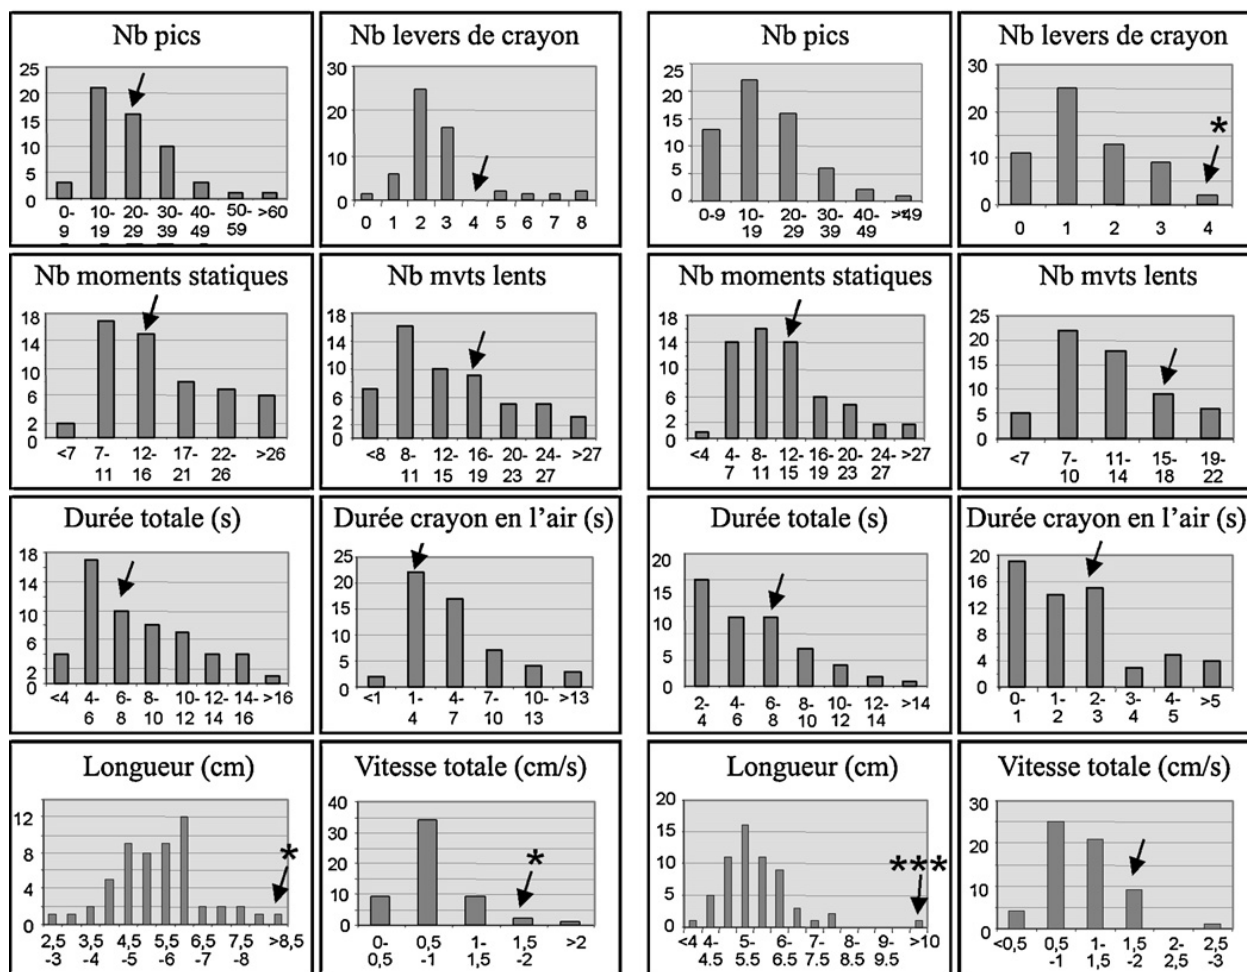 Nb pics
25
20
15
10
5
0
0- 10- 20- 30- 40- 50- >60
9 19 29 39 49 59
Nb levers de crayon
30
20
10
0
0 1 2 3 4 5 6 7 8
Nb pics
25
20
15
10
5
0
0-9 10- 20- 30- 40- >49
19 29 39 49
Nb levers de crayon
30
20
10
0
*
0 1 2 3 4
Nb moments statiques
18
14
10
6
2
0
<7 7- 12- 17- 22- >26
11 16 21 26
Nb mvts lents
18
14
10
6
2
0
<8 8- 12- 16- 20- 24- >27
11 15 19 23 27
Nb moments statiques
18
14
10
6
2
0
<4 4- 8- 12- 16- 20- 24- >27
7 11 15 19 23 27
Nb mvts lents
25
20
15
10
5
0
<7 7- 11- 15- 19-
10 14 18 22
Durée totale (s)
18
14
10
6
2
0
<4 4- 6- 8- 10- 12- 14- >16
6 8 10 12 14 16
Durée crayon en l'air (s)
25
20
15
10
5
0
<1 1- 4- 7- 10- >13
4 7 10 13
Durée totale (s)
20
15
10
5
0
2- 4- 6- 8- 10- 12- >14
4 6 8 10 12 14
Durée crayon en l'air (s)
20
16
12
8
4
0
0- 1- 2- 3- 4- >5
1 2 3 4 5
Longueur (cm)
12
8
4
0
*
2,5 3,5 4,5 5,5 6,5 7,5 >8,5
-3 -4 -5 -6 -7 -8
Vitesse totale (cm/s)
40
30
20
10
0
*
0- 0,5 1- 1,5 >2
0,5 -1 1,5 -2
Longueur (cm)
20
15
10
5
0
***
<4 4- 5- 6- 7- 8- 9- >10
4.5 5.5 6.5 7.5 8.5 9.5
Vitesse totale (cm/s)
30
20
10
0
<0,5 0,5 1- 1,5 2- 2,5
-1 1,5 -2 2,5 -3